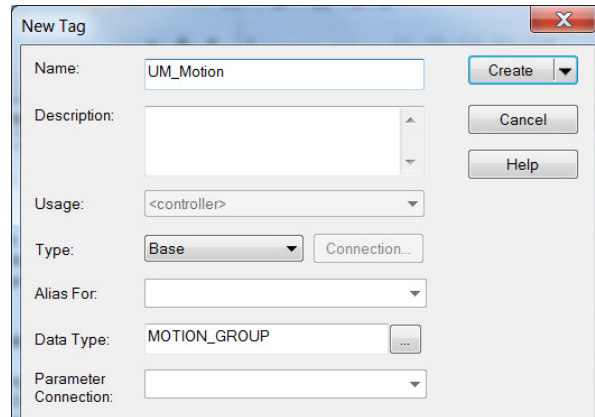 New Tag
Name: UM_Motion Create
Description: Cancel
Help
Usage: <controller>
Type: Base Connection...
Alias For:
Data Type: MOTION_GROUP ...
Parameter
Connection: